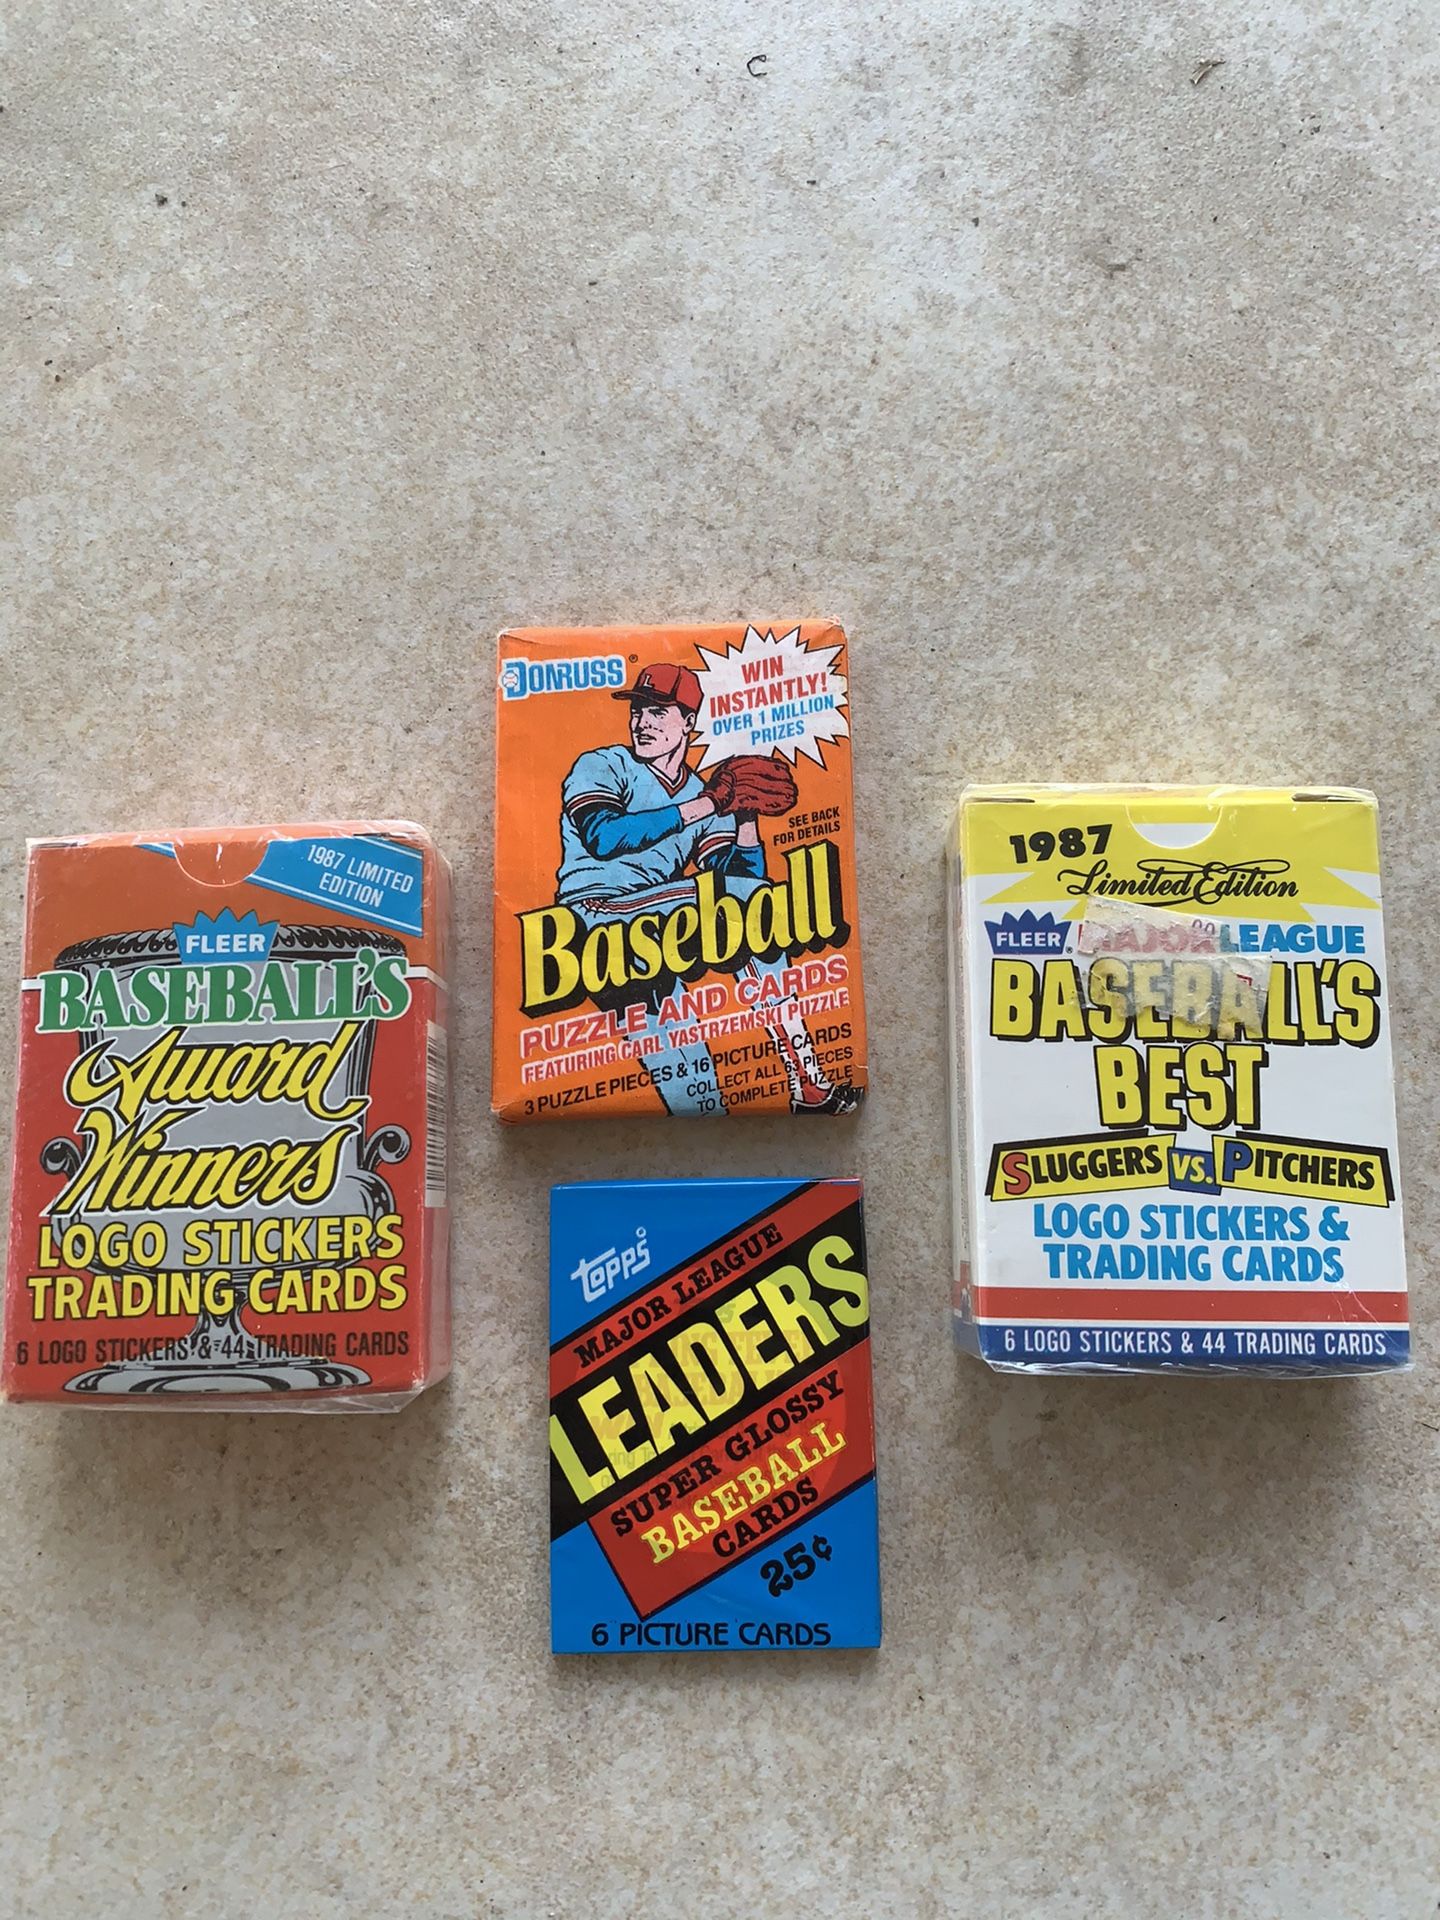 1987 LIMITED
EDITION
FLEER
BASEBALL'S
Award
Winners
LOGO STICKERS
TRADING CARDS
6 LOGO STICKERS & 44 TRADING CARDS
DONRUSS®
L
WIN
INSTANTLY!
OVER 1 MILLION
PRIZES
SEE BACK
FOR DETAILS
Baseball
PUZZLE AND CARDS
FEATURING CARL YASTRZEMSKI PUZZLE
3 PUZZLE PIECES & 16 PICTURE CARDS
COLLECT ALL 63 PIECES
TO COMPLETE PUZZLE
topps®
MAJOR LEAGUE
LEADERS
SUPER GLOSSY
BASEBALL
CARDS
25¢
6 PICTURE CARDS
1987
Limited Edition
FLEER® MAJOR LEAGUE
BASEBALL'S
BEST
SLUGGERS VS. PITCHERS
LOGO STICKERS &
TRADING CARDS
6 LOGO STICKERS & 44 TRADING CARDS